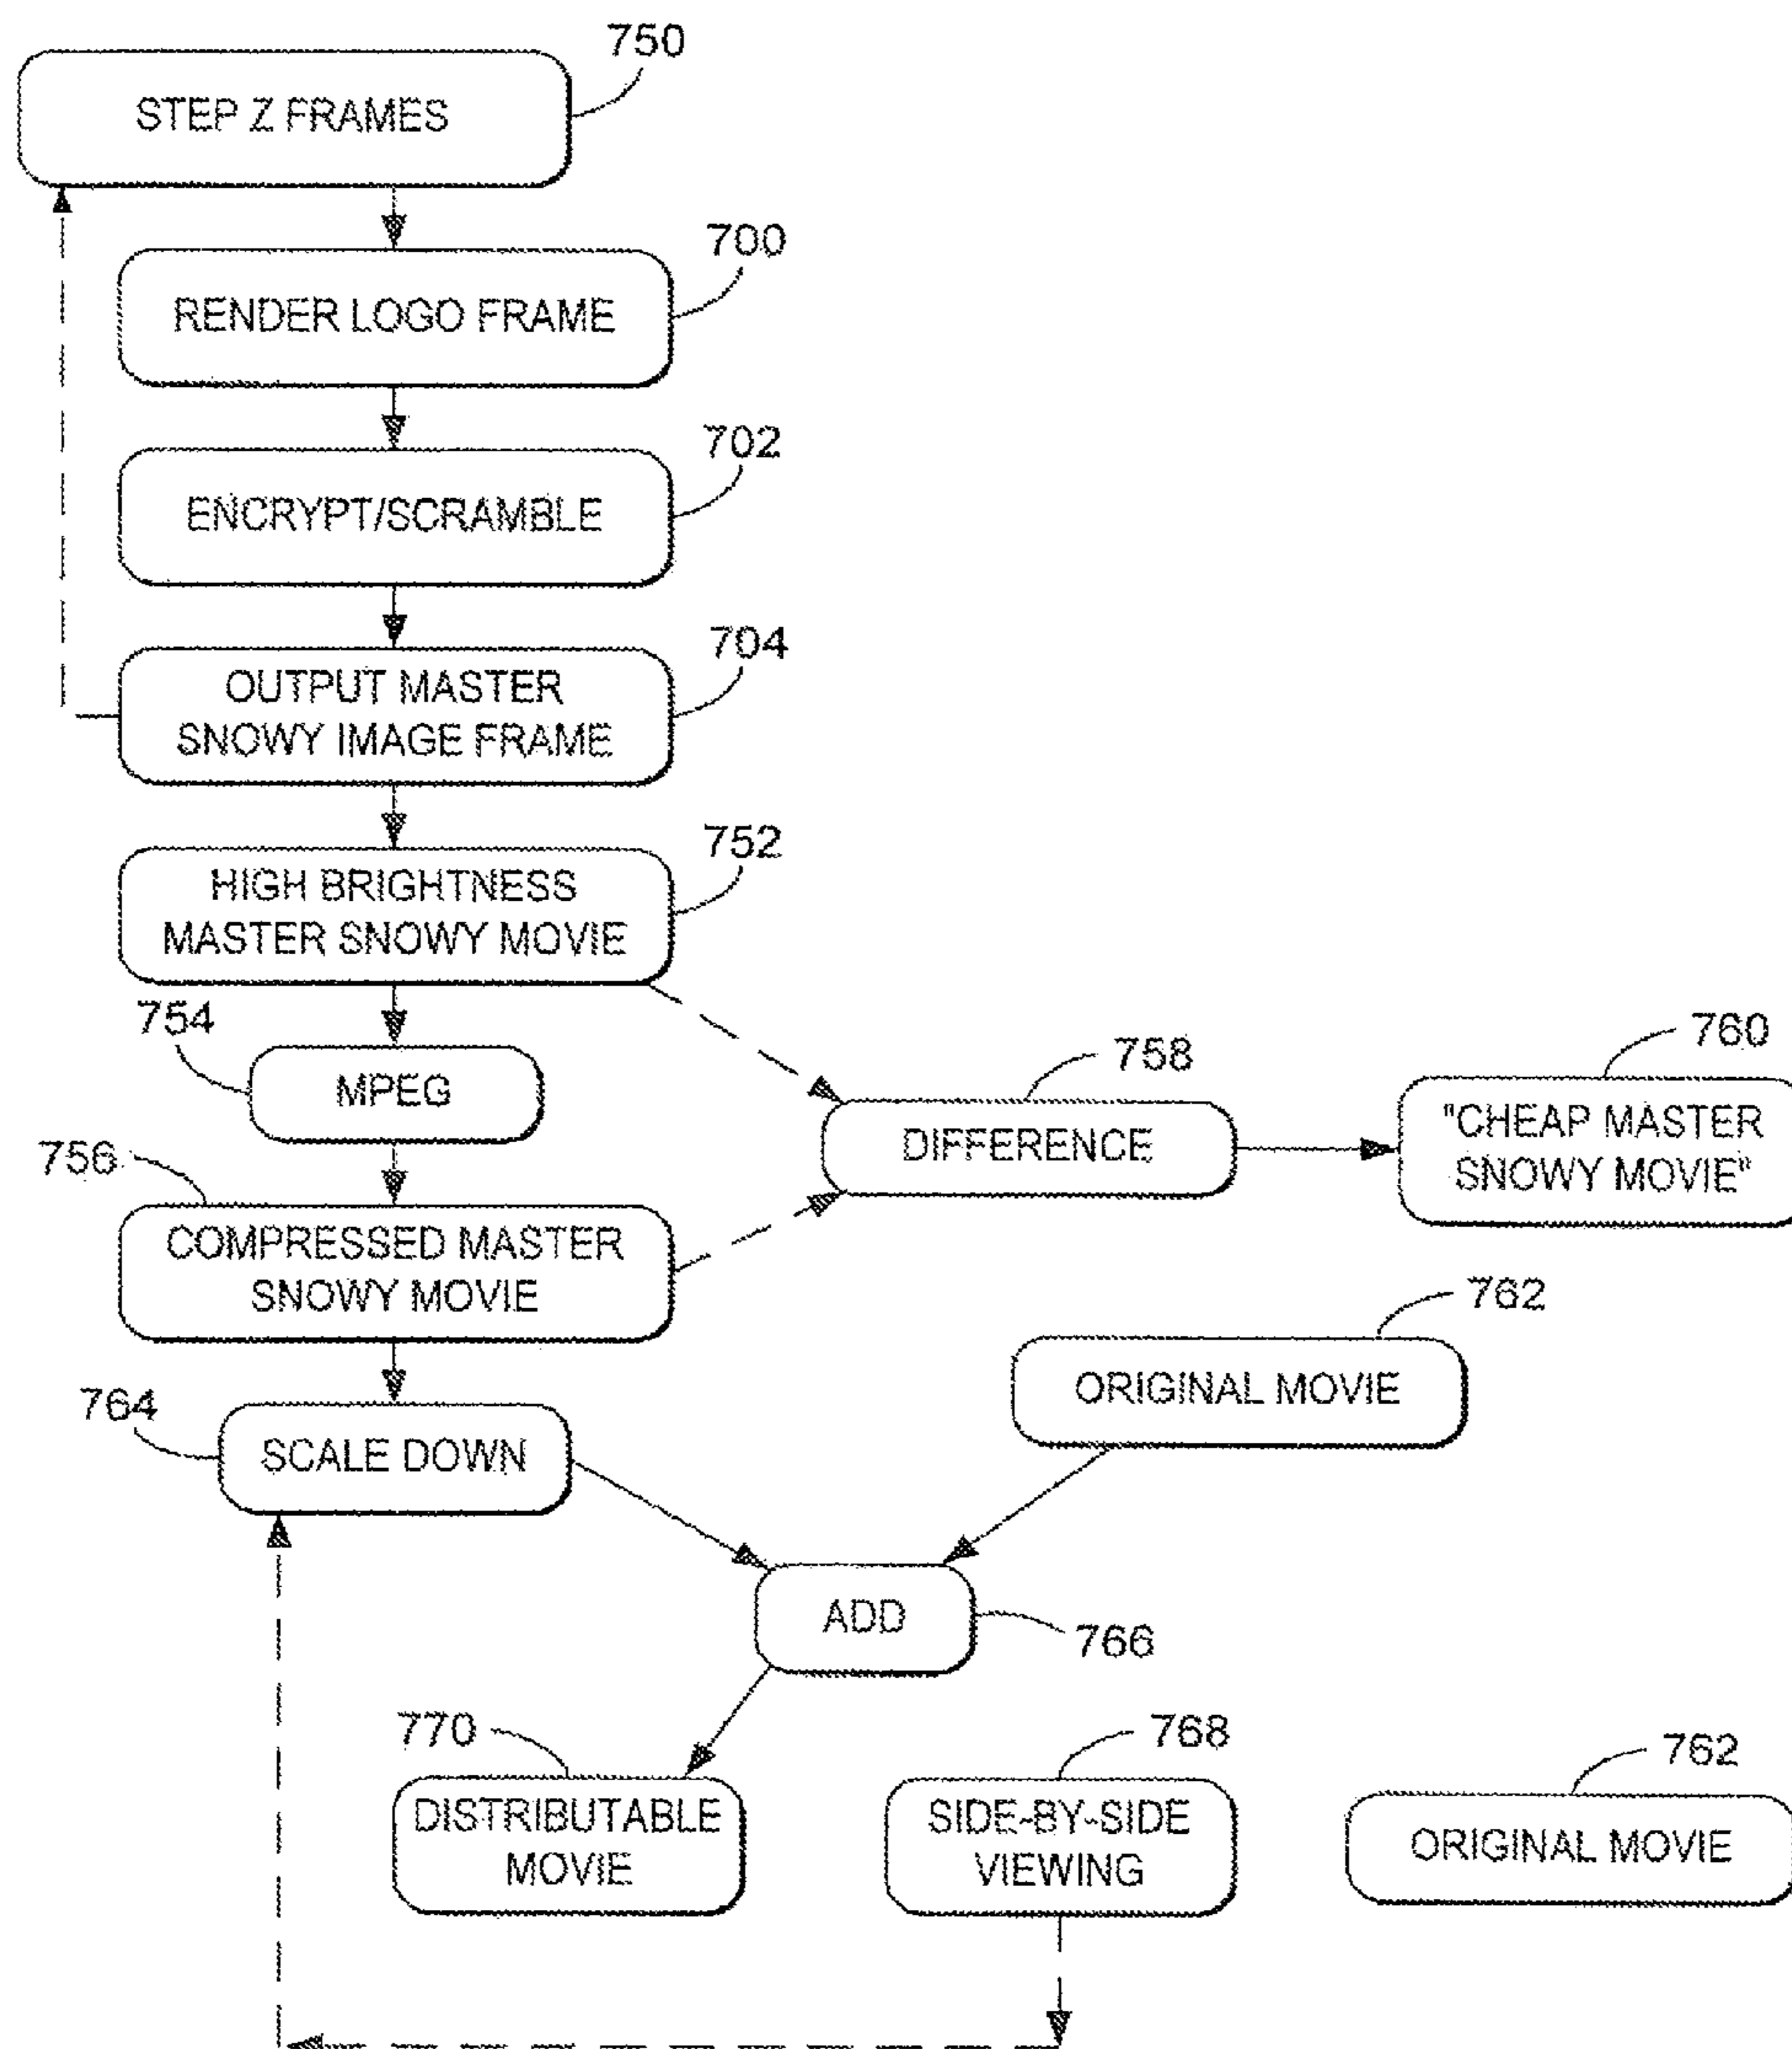 750
STEP Z FRAMES
700
RENDER LOGO FRAME
702
ENCRYPT/SCRAMBLE
704
OUTPUT MASTER
SNOWY IMAGE FRAME
752
HIGH BRIGHTNESS
MASTER SNOWY MOVIE
754
MPEG
758
DIFFERENCE
760
"CHEAP MASTER
SNOWY MOVIE"
756
COMPRESSED MASTER
SNOWY MOVIE
762
ORIGINAL MOVIE
764
SCALE DOWN
ADD
766
770
DISTRIBUTABLE
MOVIE
768
SIDE-BY-SIDE
VIEWING
762
ORIGINAL MOVIE